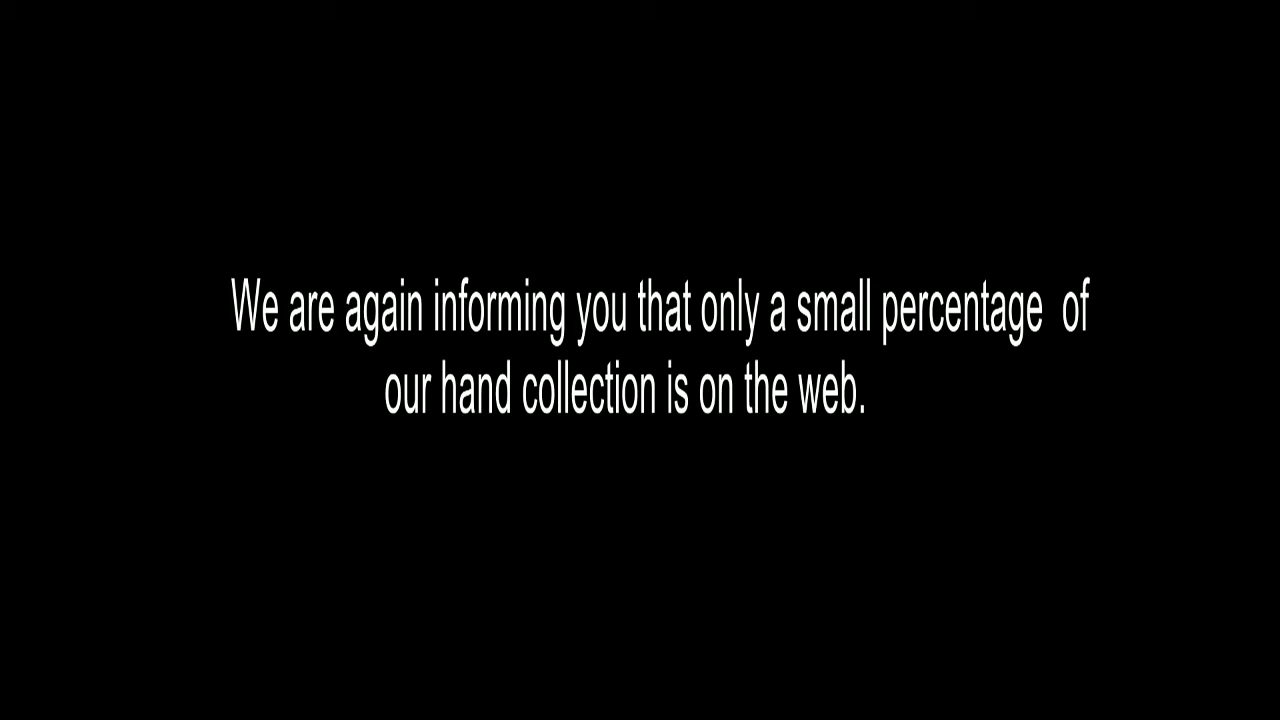 We are again informing you that only a small percentage  of
our hand collection is on the web.